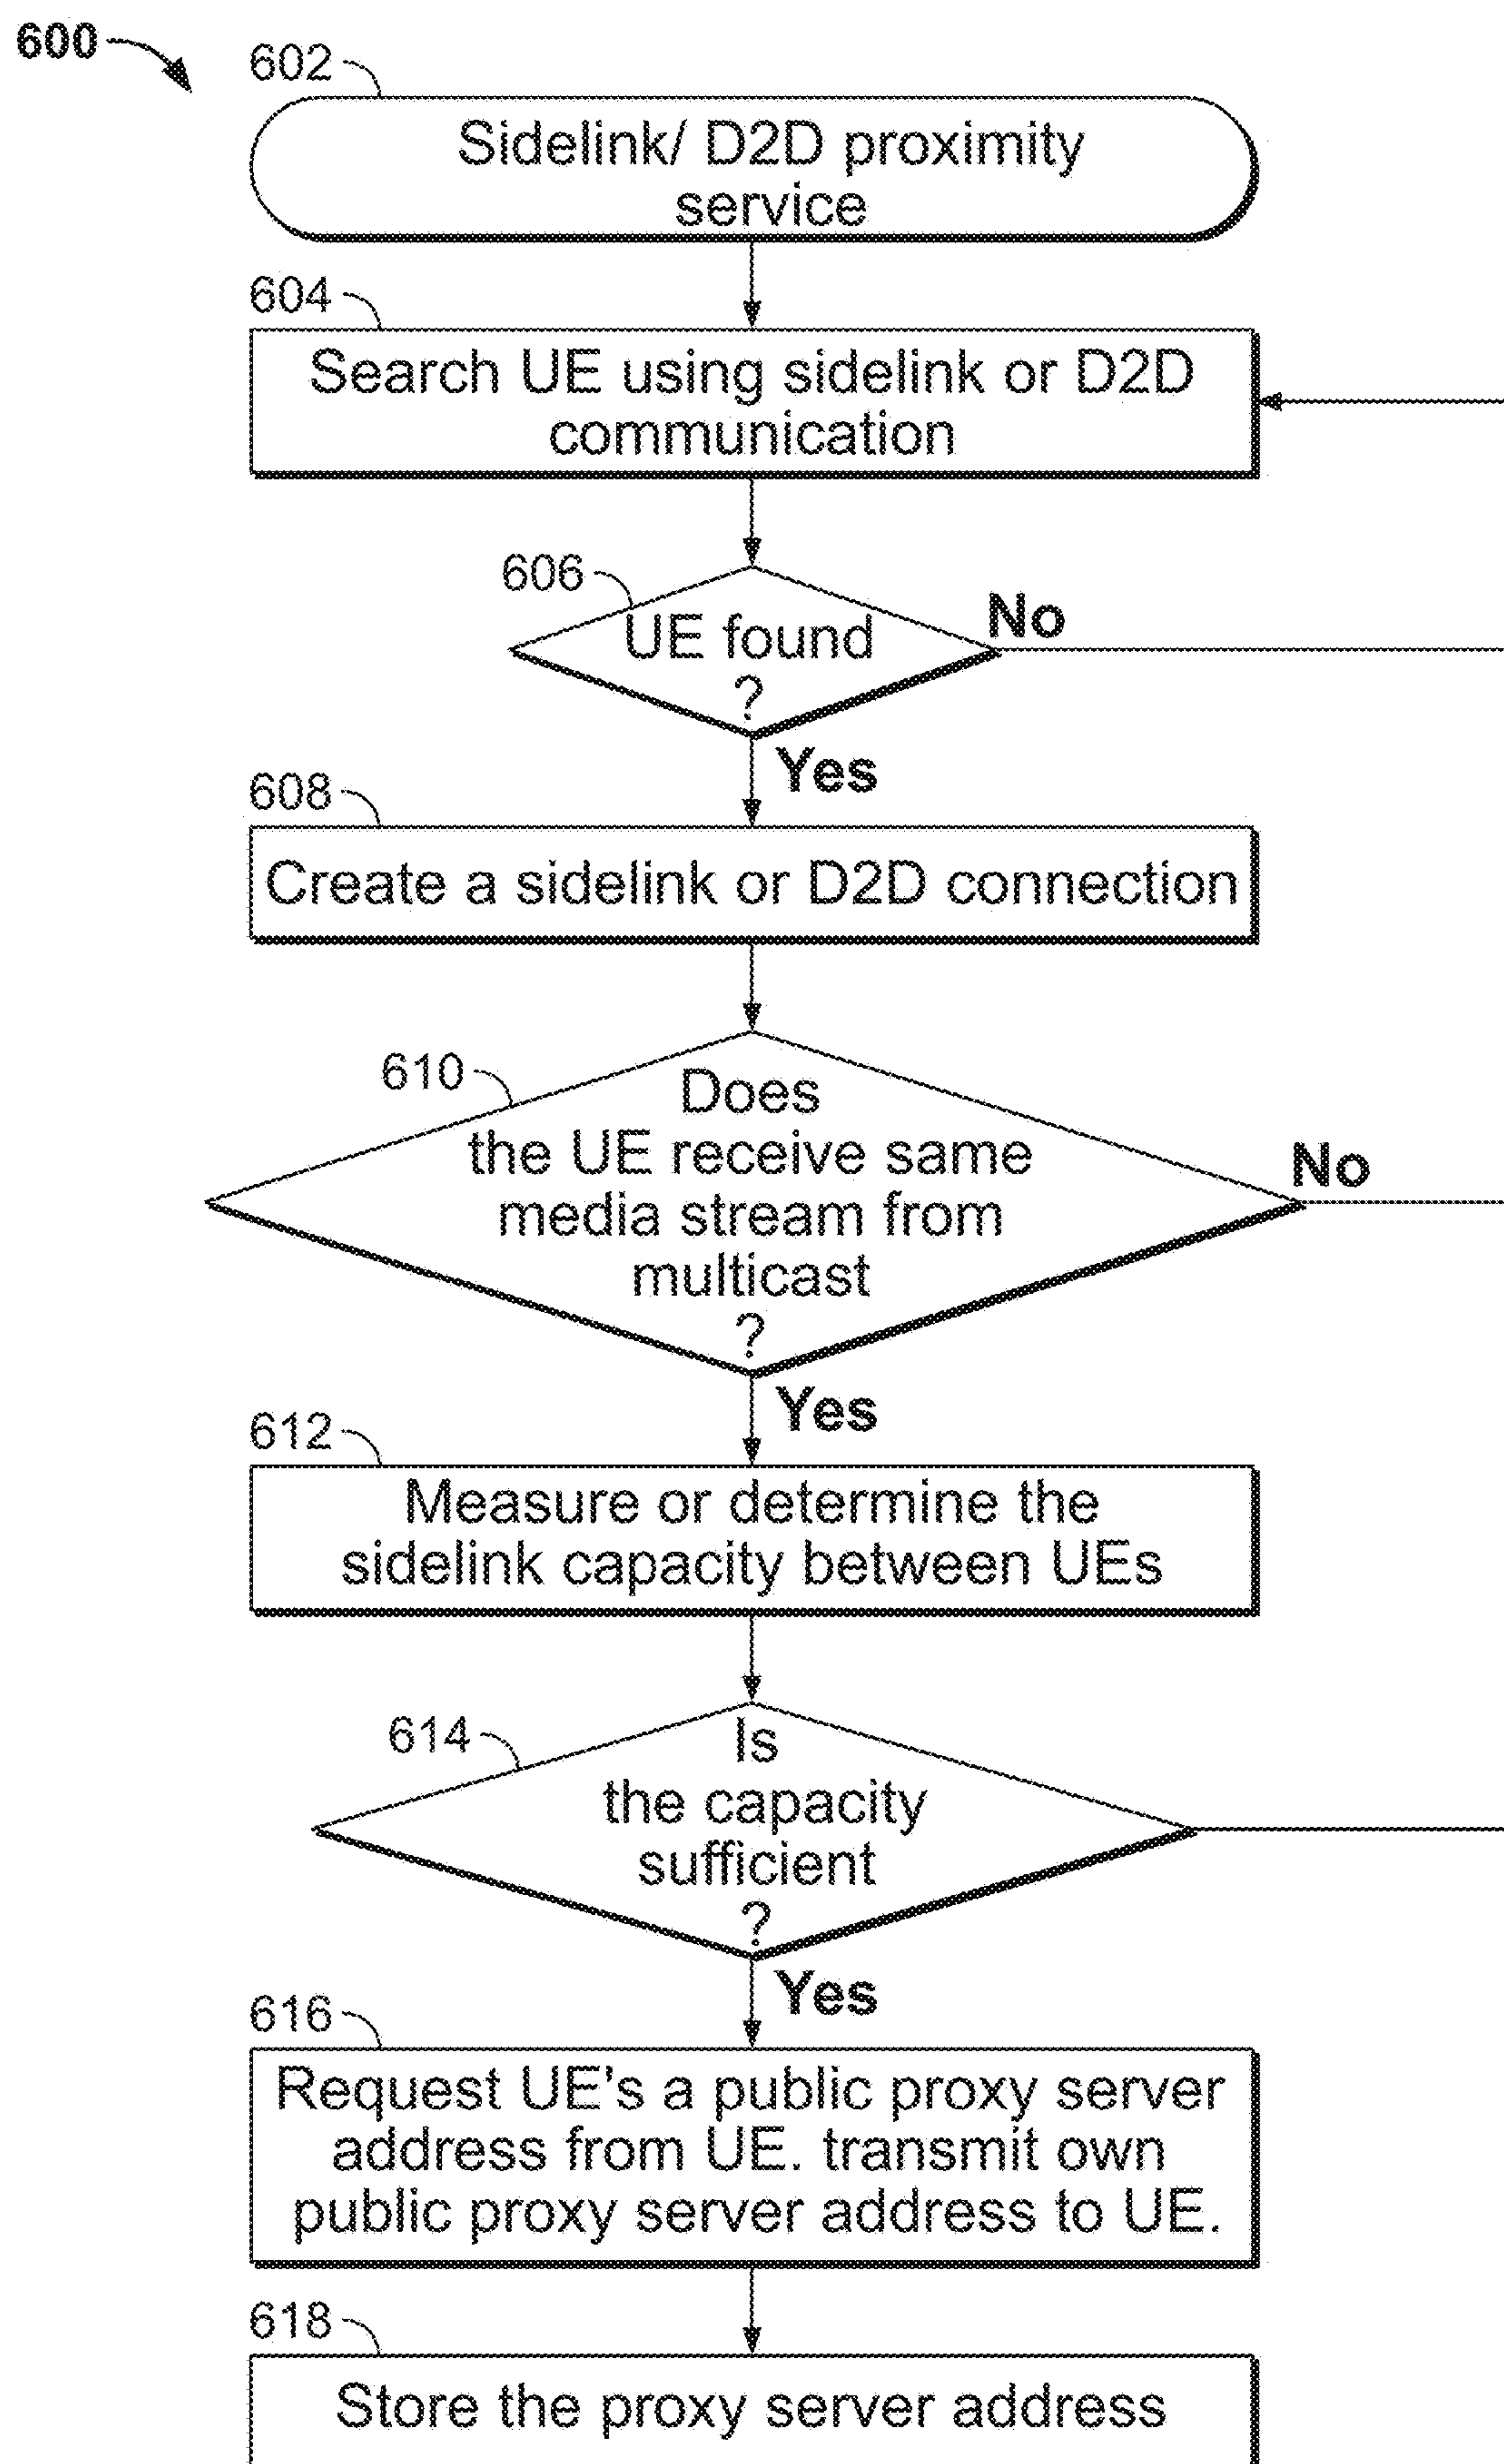 600
602
Sidelink/ D2D proximity
service
604
Search UE using sidelink or D2D
communication
606
UE found
?
No
Yes
608
Create a sidelink or D2D connection
610
Does
the UE receive same
media stream from
multicast
?
No
Yes
612
Measure or determine the
sidelink capacity between UEs
614
Is
the capacity
sufficient
?
Yes
616
Request UE's a public proxy server
address from UE. transmit own
public proxy server address to UE.
618
Store the proxy server address